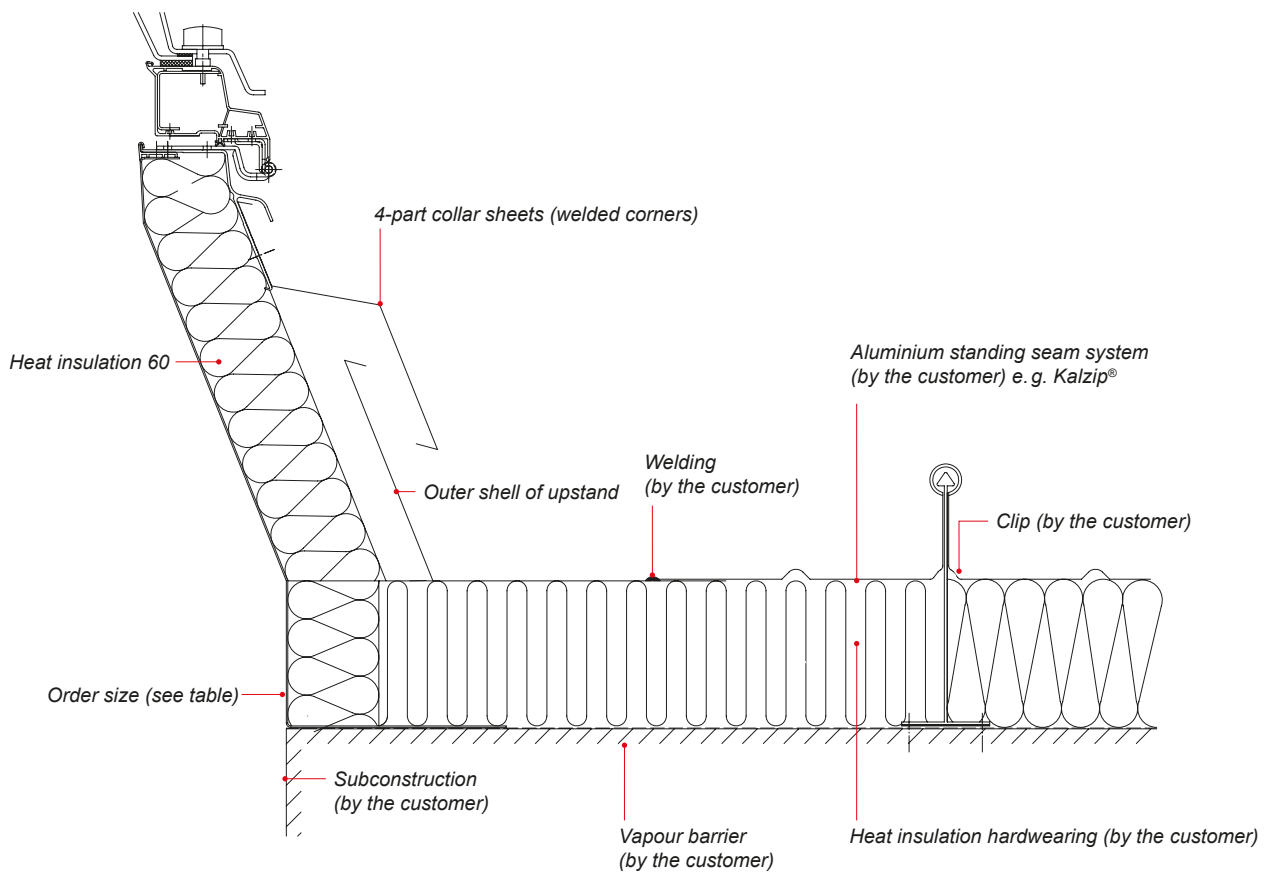 4-part collar sheets (welded corners)
Heat insulation 60
Aluminium standing seam system
(by the customer) e. g. Kalzip®
Welding
(by the customer)
Outer shell of upstand
Clip (by the customer)
Order size (see table)
Subconstruction
(by the customer)
Vapour barrier
(by the customer)
Heat insulation hardwearing (by the customer)